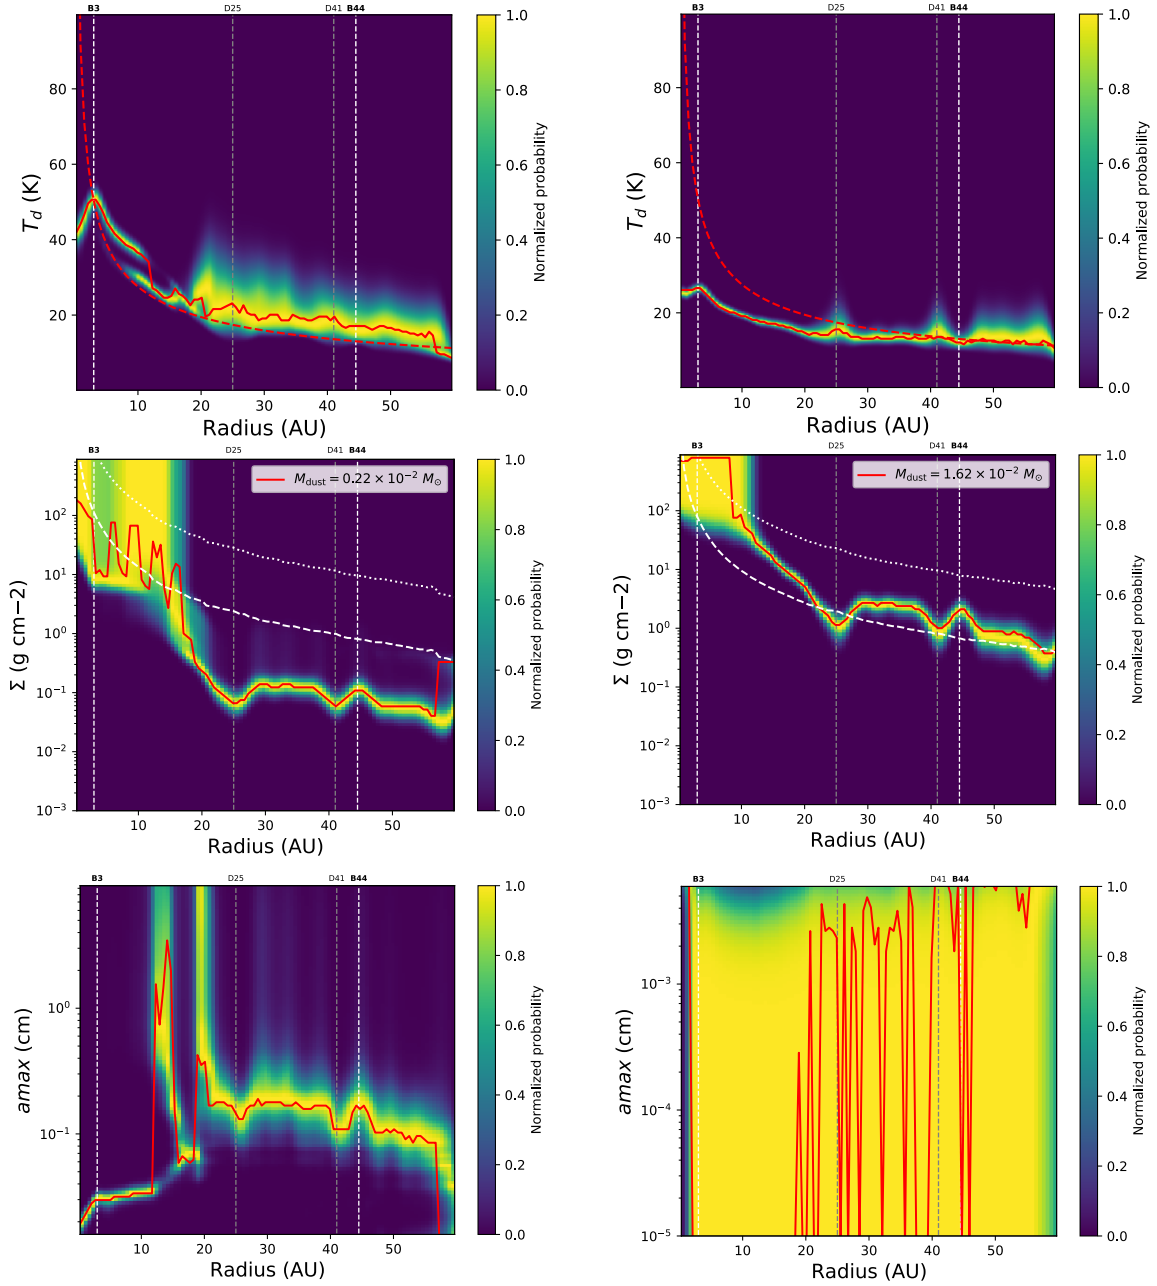 B3 D25 D41 B44
80
60
40
20
T_d (K)
10 20 30 40 50
Radius (AU)
1.0
0.8
0.6
0.4
0.2
0.0
Normalized probability
B3 D25 D41 B44
80
60
40
20
T_d (K)
10 20 30 40 50
Radius (AU)
1.0
0.8
0.6
0.4
0.2
0.0
Normalized probability
B3 D25 D41 B44
M_dust = 0.22 × 10^−2 M_⊙
10^2
10^1
10^0
10^−1
10^−2
10^−3
Σ (g cm−2)
10 20 30 40 50
Radius (AU)
1.0
0.8
0.6
0.4
0.2
0.0
Normalized probability
B3 D25 D41 B44
M_dust = 1.62 × 10^−2 M_⊙
10^2
10^1
10^0
10^−1
10^−2
10^−3
Σ (g cm−2)
10 20 30 40 50
Radius (AU)
1.0
0.8
0.6
0.4
0.2
0.0
Normalized probability
B3 D25 D41 B44
10^0
10^−1
amax (cm)
10 20 30 40 50
Radius (AU)
1.0
0.8
0.6
0.4
0.2
0.0
Normalized probability
B3 D25 D41 B44
10^−3
10^−4
10^−5
amax (cm)
10 20 30 40 50
Radius (AU)
1.0
0.8
0.6
0.4
0.2
0.0
Normalized probability